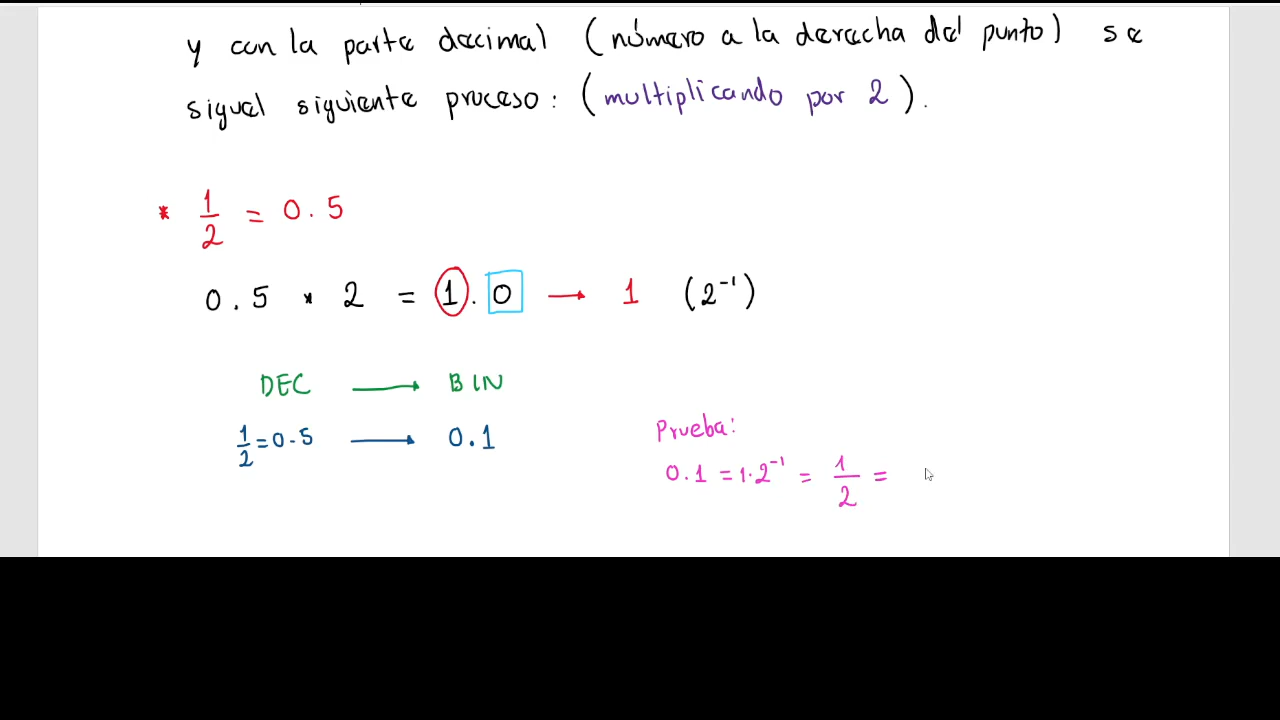 y con la parte decimal (número a la derecha del punto) se
sigual siguiente proceso: (multiplicando por 2).
* 1/2 = 0.5
0.5 * 2 = 1.0 → 1 (2⁻¹)
DEC → BIN
1/2 = 0.5 → 0.1
Prueba:
0.1 = 1·2⁻¹ = 1/2 =